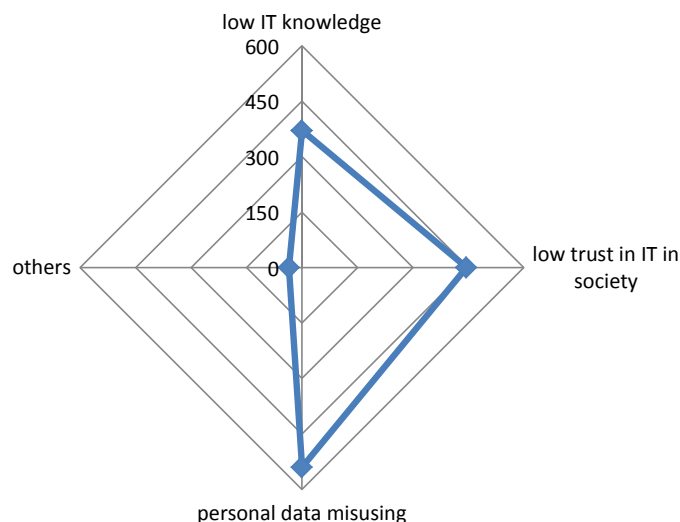 low IT knowledge
600
450
300
150
0
others
low trust in IT in
society
personal data misusing